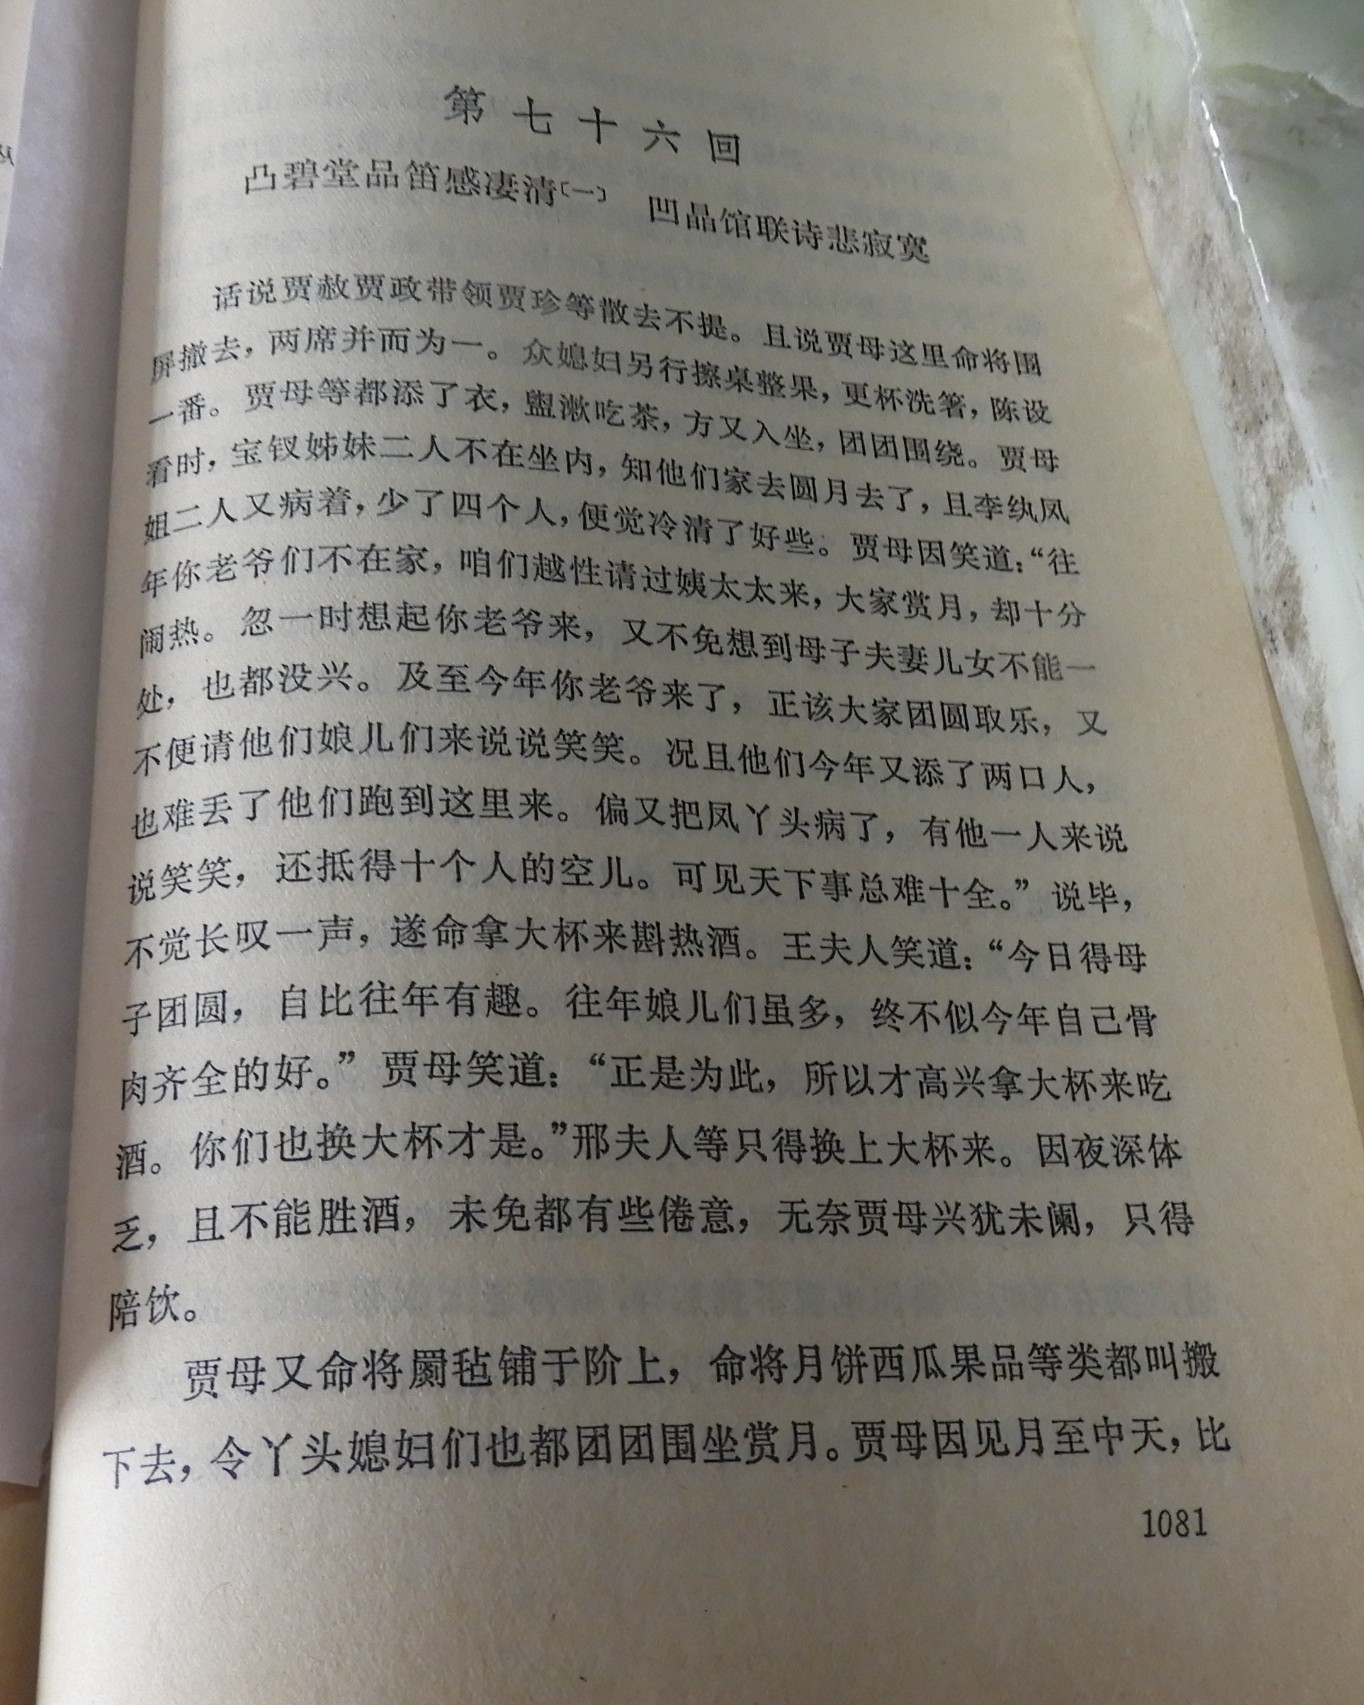 第七十六回
凸碧堂品笛感凄清〔一〕 凹晶馆联诗悲寂寞
话说贾赦贾政带领贾珍等散去不提。且说贾母这里命将围
屏撤去，两席并而为一。众媳妇另行擦桌整果，更杯洗箸，陈设
一番。贾母等都添了衣，盥漱吃茶，方又入坐，团团围绕。贾母
看时，宝钗姊妹二人不在坐内，知他们家去圆月去了，且李纨凤
姐二人又病着，少了四个人，便觉冷清了好些。贾母因笑道：“往
年你老爷们不在家，咱们越性请过姨太太来，大家赏月，却十分
闹热。忽一时想起你老爷来，又不免想到母子夫妻儿女不能一
处，也都没兴。及至今年你老爷来了，正该大家团圆取乐，又
不便请他们娘儿们来说说笑笑。况且他们今年又添了两口人，
也难丢了他们跑到这里来。偏又把凤丫头病了，有他一人来说
说笑笑，还抵得十个人的空儿。可见天下事总难十全。”说毕，
不觉长叹一声，遂命拿大杯来斟热酒。王夫人笑道：“今日得母
子团圆，自比往年有趣。往年娘儿们虽多，终不似今年自己骨
肉齐全的好。”贾母笑道：“正是为此，所以才高兴拿大杯来吃
酒。你们也换大杯才是。”邢夫人等只得换上大杯来。因夜深体
乏，且不能胜酒，未免都有些倦意，无奈贾母兴犹未阑，只得
陪饮。
贾母又命将罽毡铺于阶上，命将月饼西瓜果品等类都叫搬
下去，令丫头媳妇们也都团团围坐赏月。贾母因见月至中天，比
1081